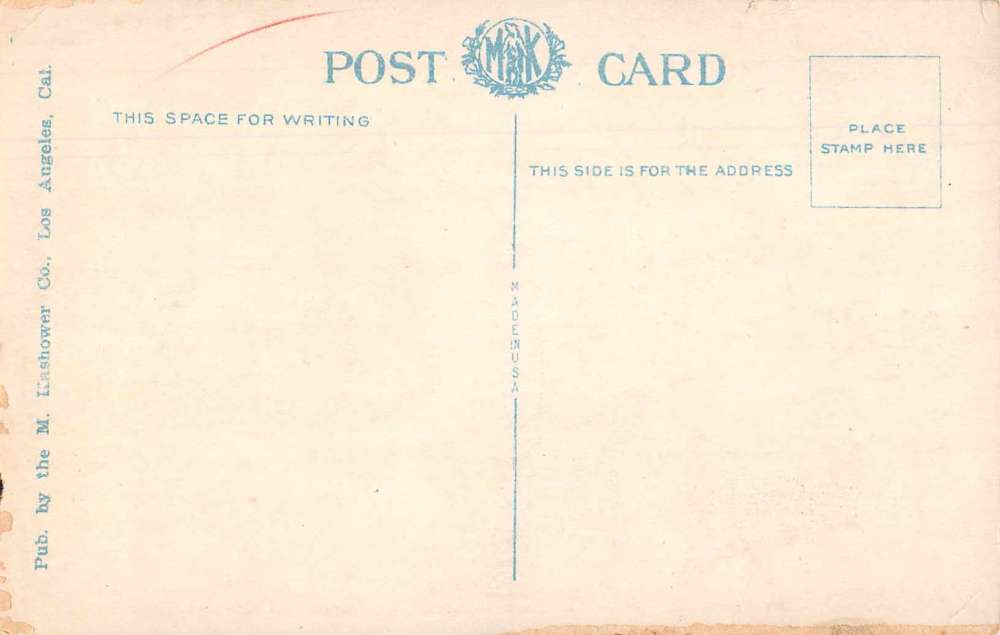 POST CARD
THIS SPACE FOR WRITING
THIS SIDE IS FOR THE ADDRESS
PLACE
STAMP HERE
MADE IN USA
Pub. by the M. Kashower Co., Los Angeles, Cal.